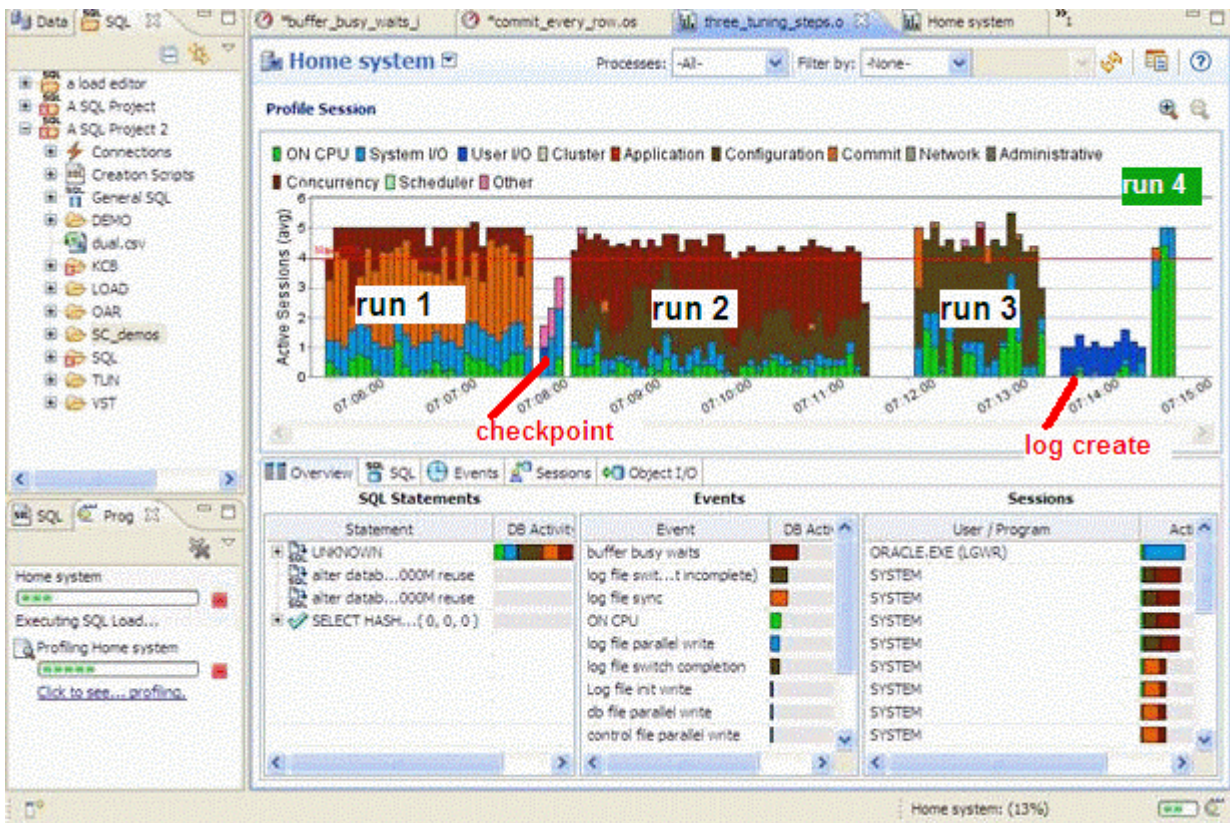 Data
SQL
*buffer_busy_waits_i
*commit_every_row.os
three_tuning_steps.o
Home system
1
Home system
Processes:
-All-
Filter by:
-None-
a load editor
A SQL Project
A SQL Project 2
Connections
Creation Scripts
General SQL
DEMO
dual.csv
KCB
LOAD
OAR
SC_demos
SQL
TUN
VST
Profile Session
ON CPU System I/O User I/O Cluster Application Configuration Commit Network Administrative
Concurrency Scheduler Other
run 4
Active Sessions (avg)
6
5
4
3
2
1
0
run 1
run 2
run 3
07:06:00
07:07:00
07:08:00
07:09:00
07:10:00
07:11:00
07:12:00
07:13:00
07:14:00
07:15:00
checkpoint
log create
Overview SQL Events Sessions Object I/O
SQL Statements
Statement DB Activity
UNKNOWN
alter datab...000M reuse
alter datab...000M reuse
SELECT HASH...( 0, 0, 0 )
Events
Event DB Acti
buffer busy waits
log file swit...t incomplete)
log file sync
ON CPU
log file parallel write
log file switch completion
Log file init write
db file parallel write
control file parallel write
Sessions
User / Program Acti
ORACLE.EXE (LGWR)
SYSTEM
SYSTEM
SYSTEM
SYSTEM
SYSTEM
SYSTEM
SYSTEM
SYSTEM
SQL
Prog
Home system
Executing SQL Load...
Profiling Home system
Click to see... profiling.
Home system: (13%)